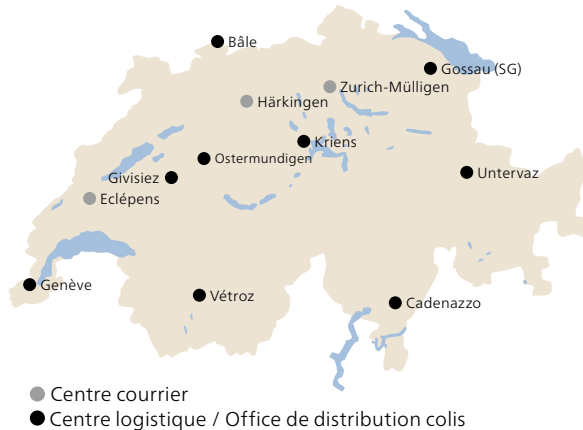 Bâle
Gossau (SG)
Zurich-Mülligen
Härkingen
Kriens
Ostermundigen
Givisiez
Untervaz
Eclépens
Genève
Vétroz
Cadenazzo
Centre courrier
Centre logistique / Office de distribution colis